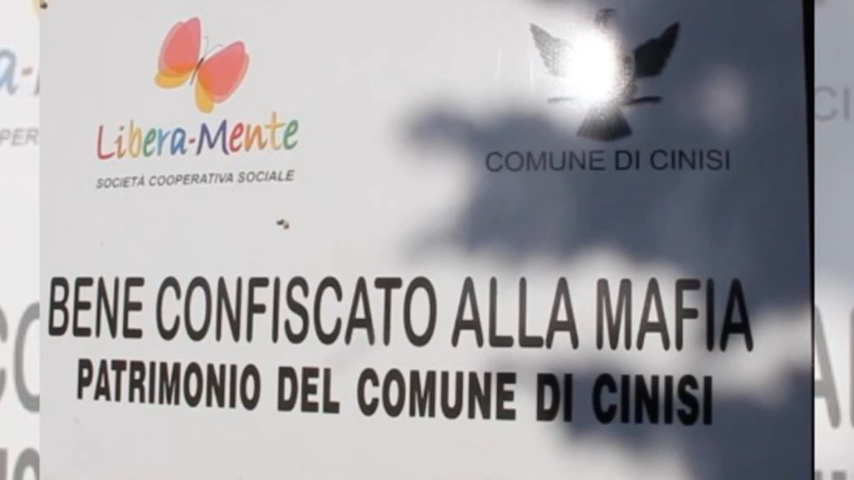 Libera-Mente
SOCIETÀ COOPERATIVA SOCIALE
COMUNE DI CINISI
BENE CONFISCATO ALLA MAFIA
PATRIMONIO DEL COMUNE DI CINISI